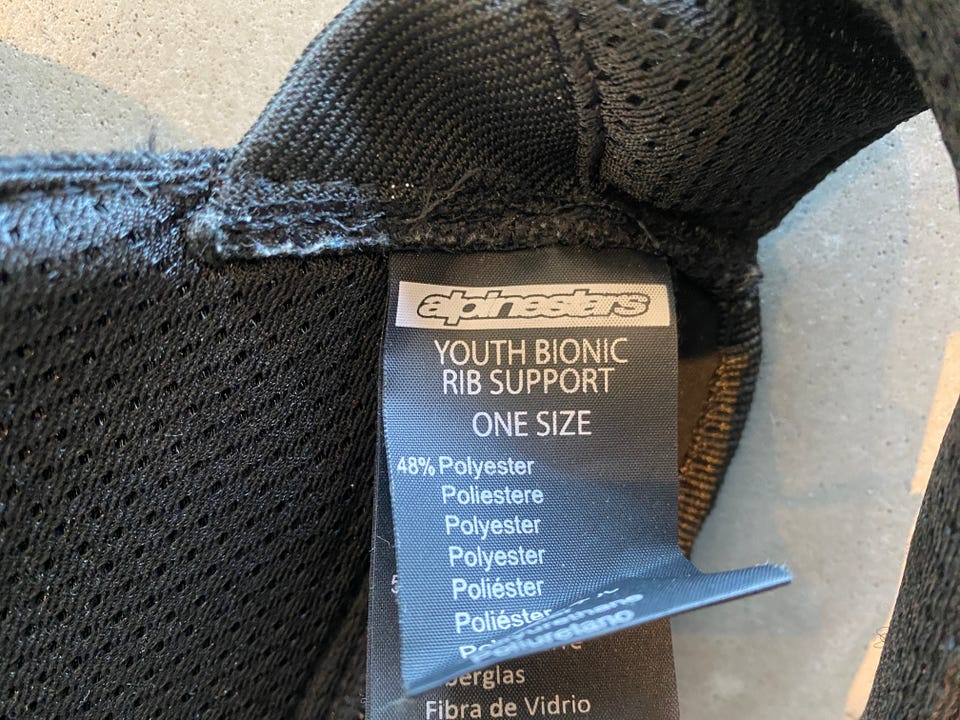 alpinestars
YOUTH BIONIC
RIB SUPPORT
ONE SIZE
48% Polyester
Poliestere
Polyester
Polyester
Poliéster
Poliéster
Poliuretano
Fibra de Vidrio